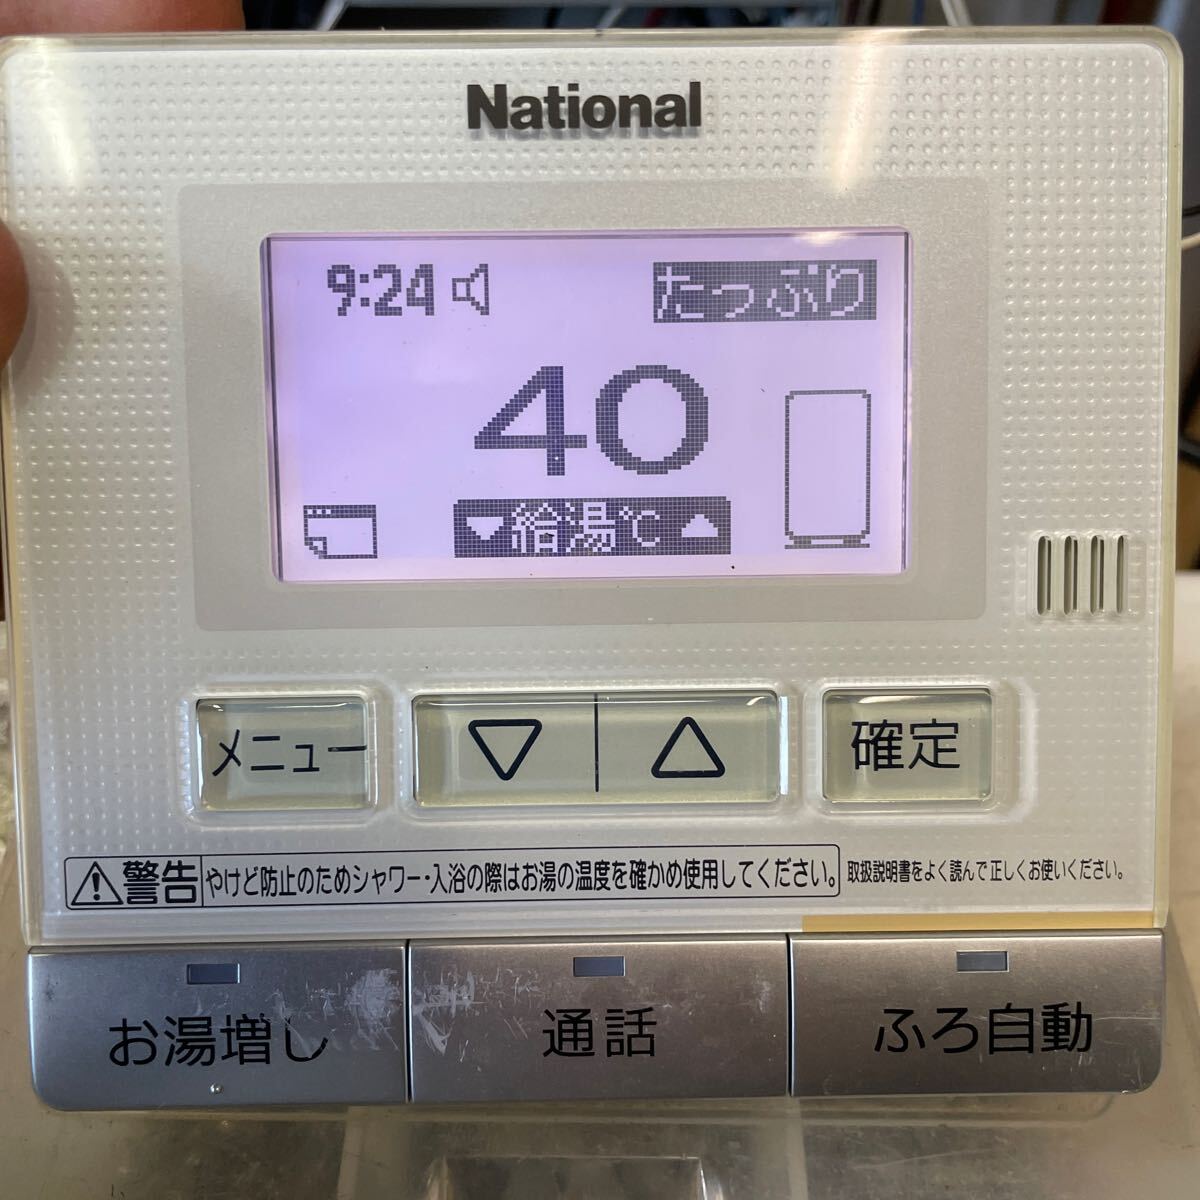 National
9:24 たっぷり
40
給湯℃
メニュー ▽ △ 確定
警告 やけど防止のためシャワー・入浴の際はお湯の温度を確かめ使用してください。 取扱説明書をよく読んで正しくお使いください。
お湯増し 通話 ふろ自動